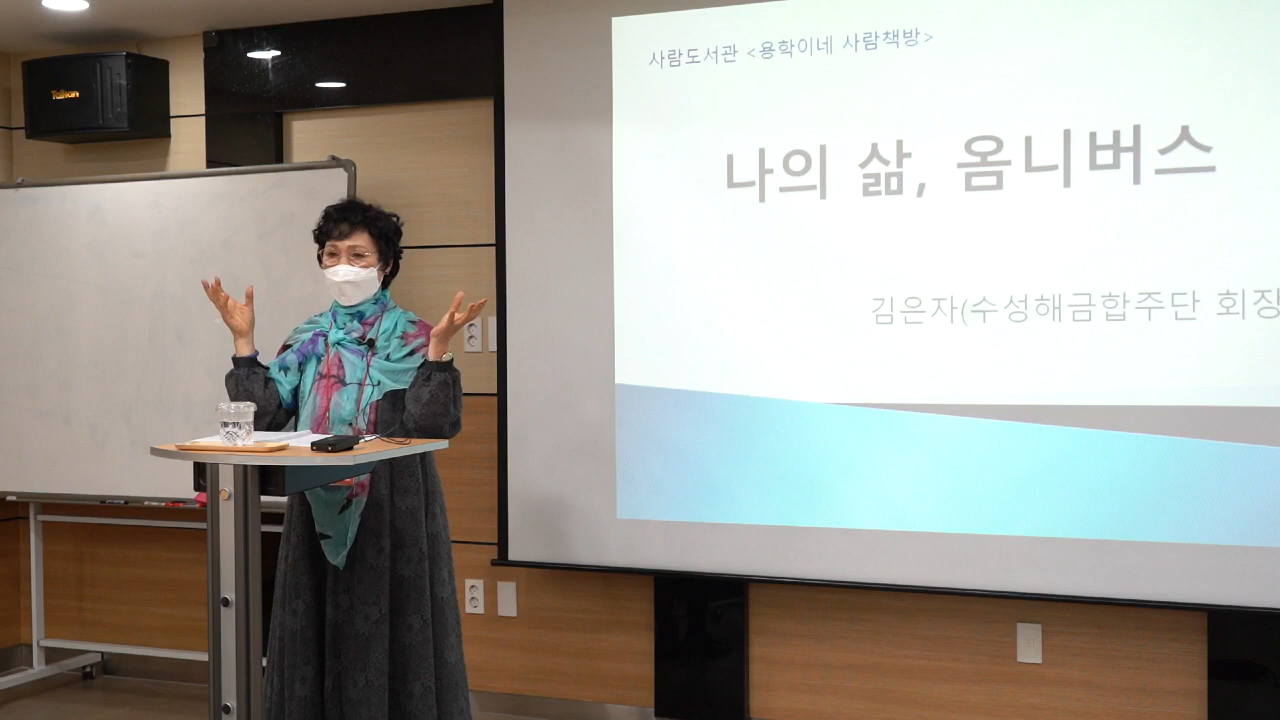 Taihan
사람도서관 <용학이네 사람책방>
나의 삶, 옴니버스
김은자(수성해금합주단 회장